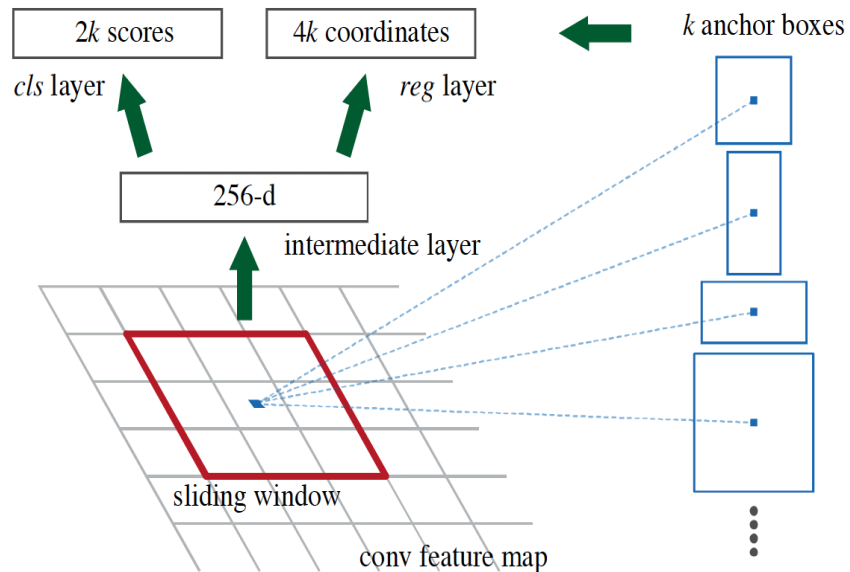 2k scores
4k coordinates
k anchor boxes
cls layer
reg layer
256-d
intermediate layer
sliding window
conv feature map